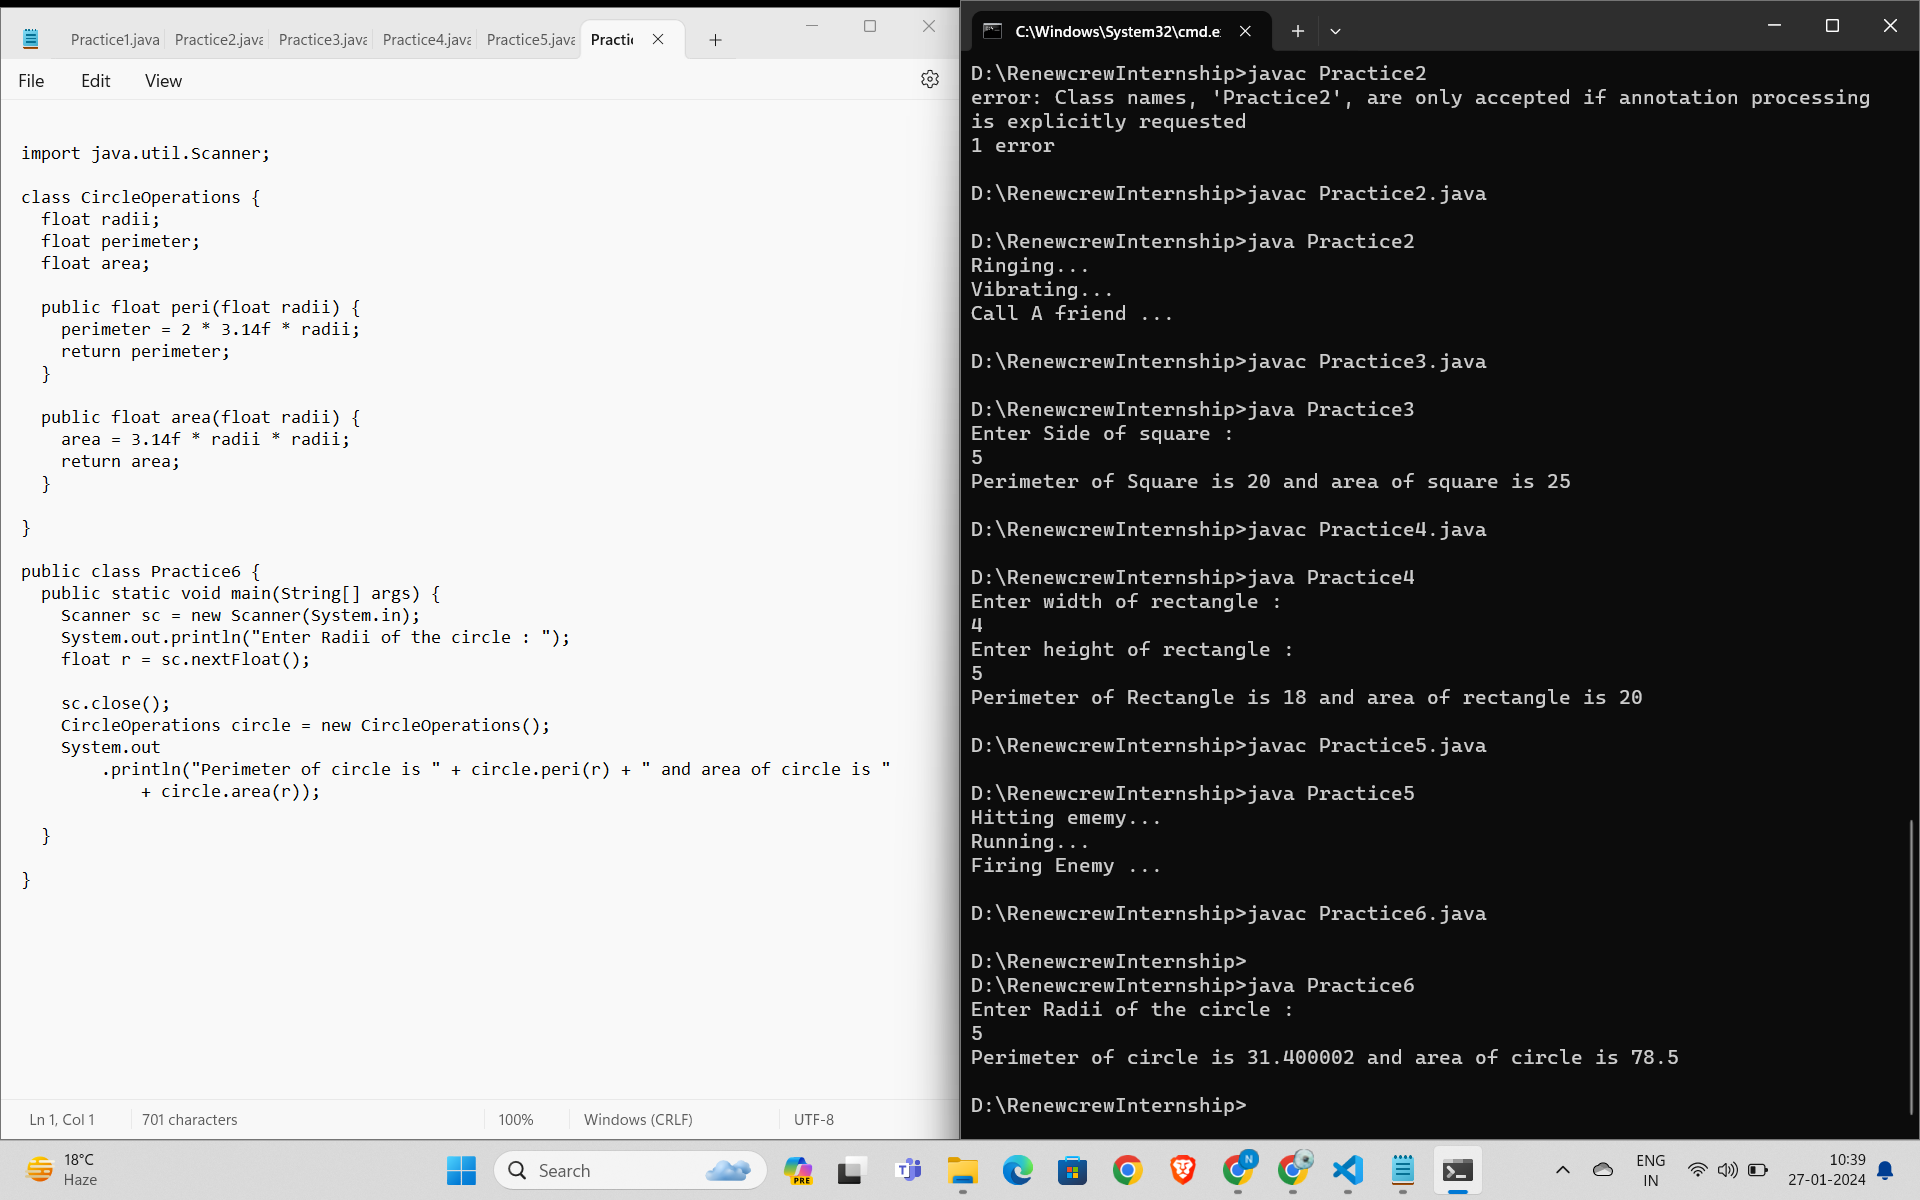 Practice1.java Practice2.java Practice3.java Practice4.java Practice5.java Practic
File Edit View
import java.util.Scanner;
class CircleOperations {
float radii;
float perimeter;
float area;
public float peri(float radii) {
perimeter = 2 * 3.14f * radii;
return perimeter;
}
public float area(float radii) {
area = 3.14f * radii * radii;
return area;
}
}
public class Practice6 {
public static void main(String[] args) {
Scanner sc = new Scanner(System.in);
System.out.println("Enter Radii of the circle : ");
float r = sc.nextFloat();
sc.close();
CircleOperations circle = new CircleOperations();
System.out
.println("Perimeter of circle is " + circle.peri(r) + " and area of circle is "
+ circle.area(r));
}
}
Ln 1, Col 1 701 characters 100% Windows (CRLF) UTF-8
C:\Windows\System32\cmd.e
D:\RenewcrewInternship>javac Practice2
error: Class names, 'Practice2', are only accepted if annotation processing
is explicitly requested
1 error
D:\RenewcrewInternship>javac Practice2.java
D:\RenewcrewInternship>java Practice2
Ringing...
Vibrating...
Call A friend ...
D:\RenewcrewInternship>javac Practice3.java
D:\RenewcrewInternship>java Practice3
Enter Side of square :
5
Perimeter of Square is 20 and area of square is 25
D:\RenewcrewInternship>javac Practice4.java
D:\RenewcrewInternship>java Practice4
Enter width of rectangle :
4
Enter height of rectangle :
5
Perimeter of Rectangle is 18 and area of rectangle is 20
D:\RenewcrewInternship>javac Practice5.java
D:\RenewcrewInternship>java Practice5
Hitting ememy...
Running...
Firing Enemy ...
D:\RenewcrewInternship>javac Practice6.java
D:\RenewcrewInternship>
D:\RenewcrewInternship>java Practice6
Enter Radii of the circle :
5
Perimeter of circle is 31.400002 and area of circle is 78.5
D:\RenewcrewInternship>
18°C
Haze
Search
PRE
N
ENG
IN
10:39
27-01-2024